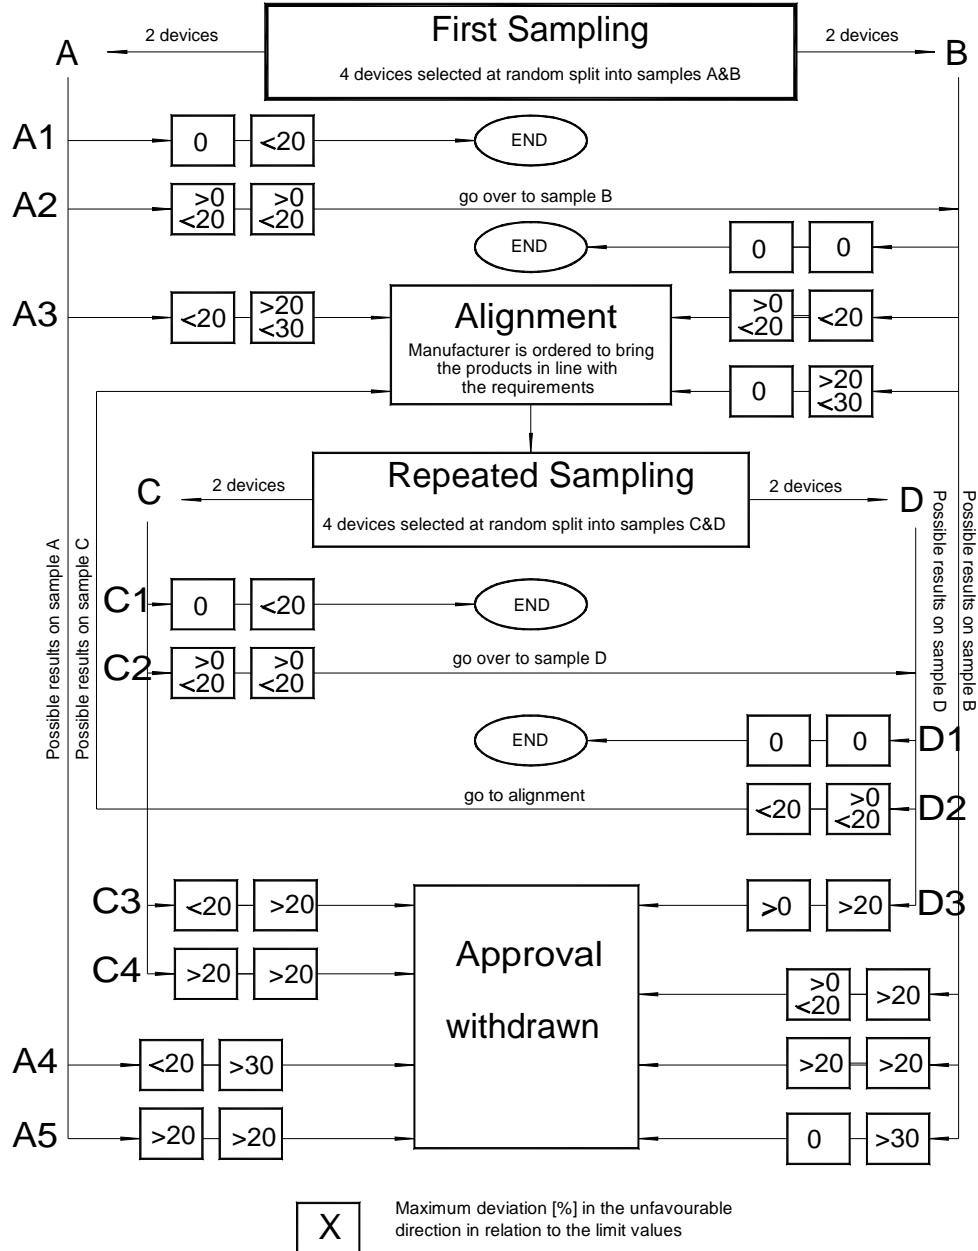 First Sampling
4 devices selected at random split into samples A&B
A
2 devices
2 devices
B
A1
0
<20
END
A2
>0
<20
>0
<20
go over to sample B
END
0
0
A3
<20
>20
<30
Alignment
Manufacturer is ordered to bring
the products in line with
the requirements
>0
<20
<20
0
>20
<30
Repeated Sampling
4 devices selected at random split into samples C&D
C
2 devices
2 devices
D
Possible results on sample A
Possible results on sample C
Possible results on sample D
Possible results on sample B
C1
0
<20
END
C2
>0
<20
>0
<20
go over to sample D
END
0
0
D1
go to alignment
<20
>0
<20
D2
C3
<20
>20
Approval
withdrawn
>0
>20
D3
C4
>20
>20
>0
<20
>20
A4
<20
>30
>20
>20
A5
>20
>20
0
>30
X
Maximum deviation [%] in the unfavourable
direction in relation to the limit values